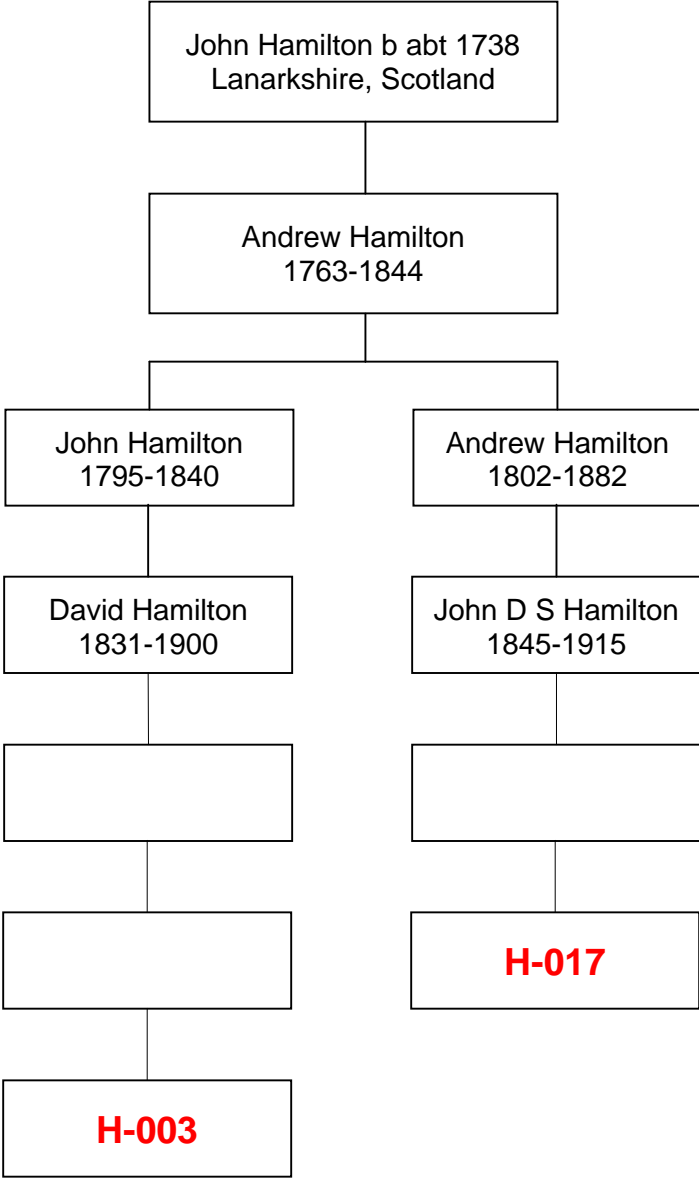 John Hamilton b abt 1738
Lanarkshire, Scotland
Andrew Hamilton
1763-1844
John Hamilton
1795-1840
Andrew Hamilton
1802-1882
David Hamilton
1831-1900
John D S Hamilton
1845-1915
H-017
H-003